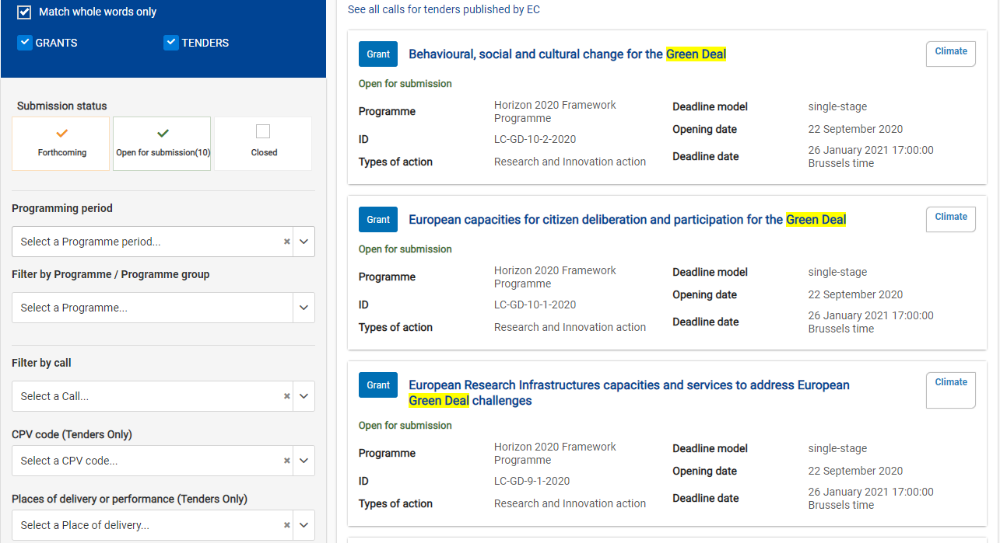 Match whole words only
GRANTS
TENDERS
Submission status
Forthcoming
Open for submission(10)
Closed
Programming period
Select a Programme period...
Filter by Programme / Programme group
Select a Programme...
Filter by call
Select a Call...
CPV code (Tenders Only)
Select a CPV code...
Places of delivery or performance (Tenders Only)
Select a Place of delivery...
See all calls for tenders published by EC
Grant
Behavioural, social and cultural change for the Green Deal
Climate
Open for submission
Programme
Horizon 2020 Framework
Programme
ID
LC-GD-10-2-2020
Types of action
Research and Innovation action
Deadline model
single-stage
Opening date
22 September 2020
Deadline date
26 January 2021 17:00:00
Brussels time
Grant
European capacities for citizen deliberation and participation for the Green Deal
Climate
Open for submission
Programme
Horizon 2020 Framework
Programme
ID
LC-GD-10-1-2020
Types of action
Research and Innovation action
Deadline model
single-stage
Opening date
22 September 2020
Deadline date
26 January 2021 17:00:00
Brussels time
Grant
European Research Infrastructures capacities and services to address European
Green Deal challenges
Climate
Open for submission
Programme
Horizon 2020 Framework
Programme
ID
LC-GD-9-1-2020
Types of action
Research and Innovation action
Deadline model
single-stage
Opening date
22 September 2020
Deadline date
26 January 2021 17:00:00
Brussels time